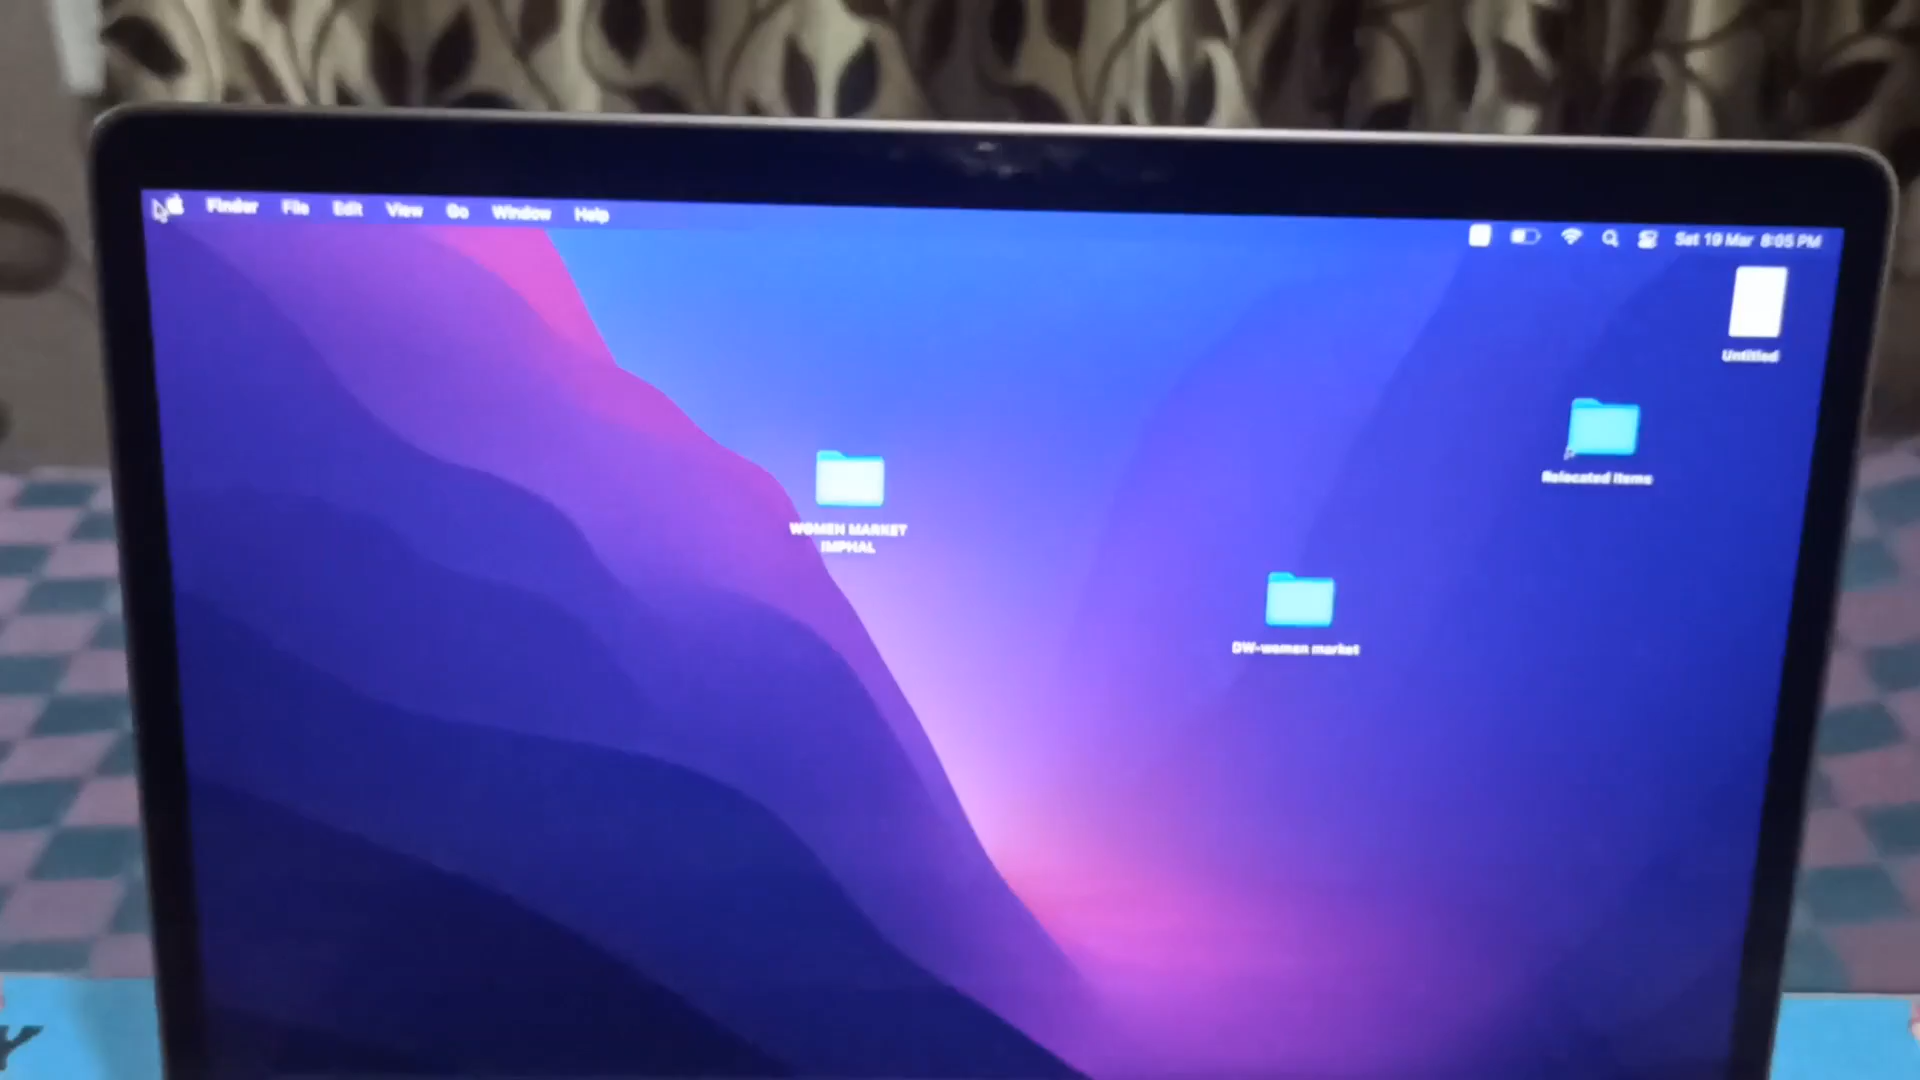 Finder File Edit View Go Window Help
Sat 19 Mar 8:05 PM
Untitled
Relocated Items
WOMEN MARKET
IMPHAL
DW-women market
Y